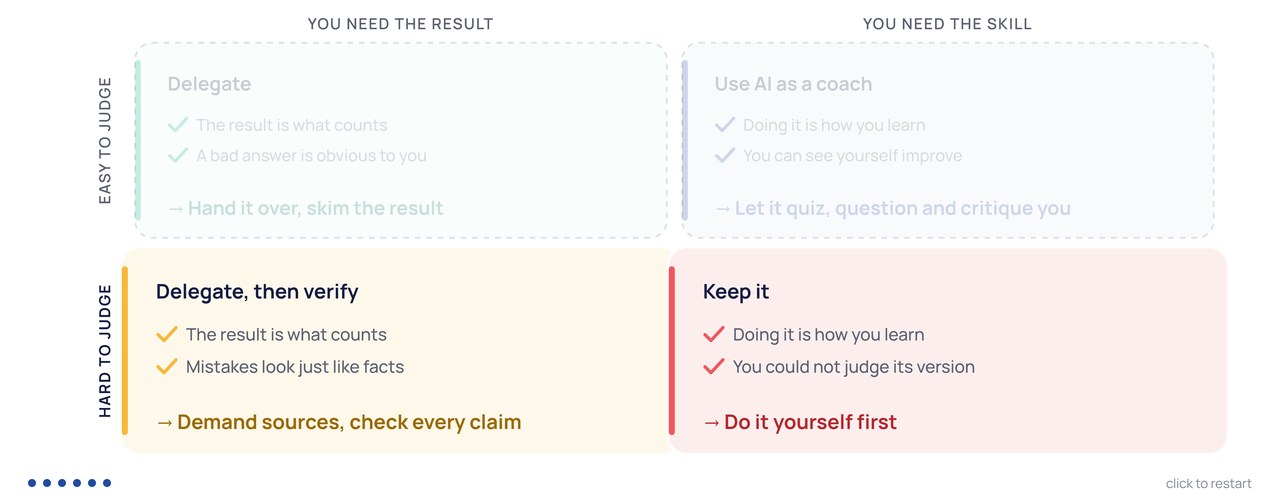 YOU NEED THE RESULT
YOU NEED THE SKILL
EASY TO JUDGE
Delegate
The result is what counts
A bad answer is obvious to you
→ Hand it over, skim the result
Use AI as a coach
Doing it is how you learn
You can see yourself improve
→ Let it quiz, question and critique you
HARD TO JUDGE
Delegate, then verify
The result is what counts
Mistakes look just like facts
→ Demand sources, check every claim
Keep it
Doing it is how you learn
You could not judge its version
→ Do it yourself first
click to restart